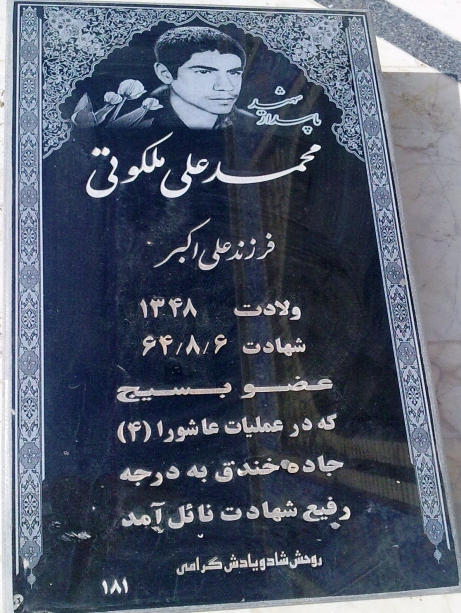 شهید
پاسدار
محمد علی ملکوتی
فرزند علی اکبر
ولادت ۱۳۴۸
شهادت ۶۴/۸/۶
عضو بسیج
که در عملیات عاشورا (۴)
جاده خندق به درجه
رفیع شهادت نائل آمد
روحش شاد و یادش گرامی
۱۸۱